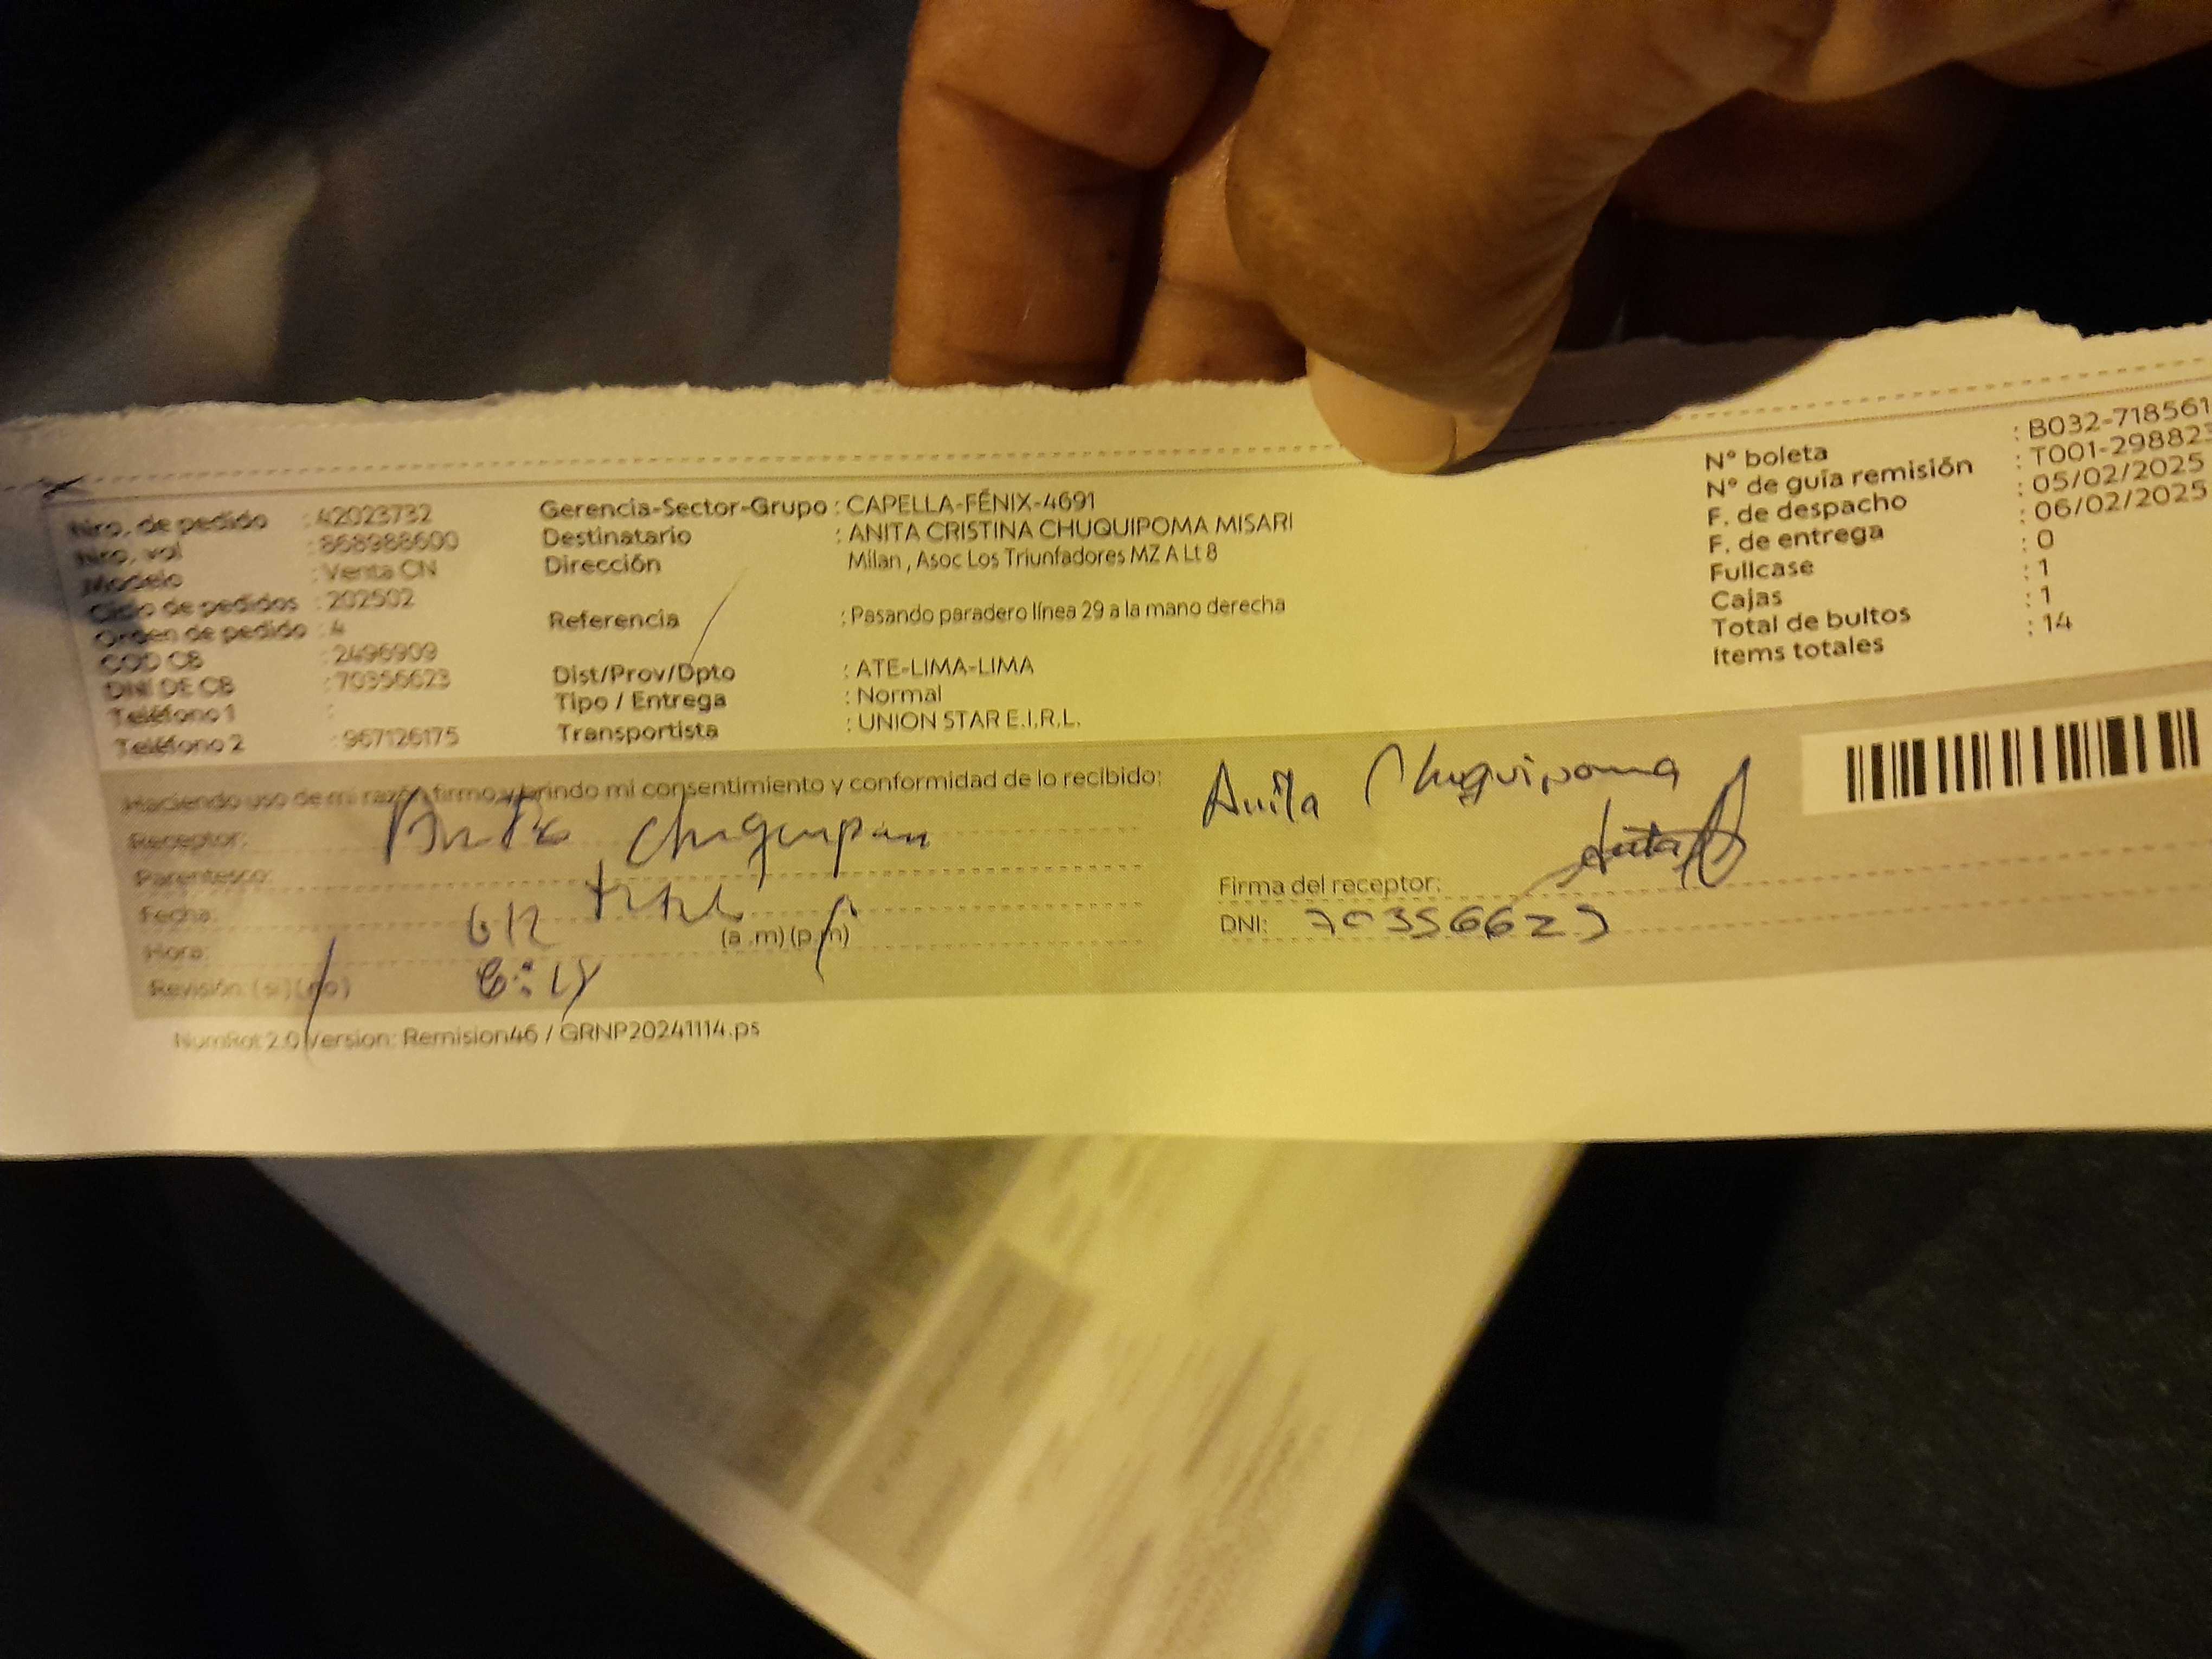 Nro. de pedido : 42023732
Nro. vol : 868988600
Modelo : Venta CN
Ciclo de pedidos : 202502
Orden de pedido : 4
COD CB : 2496909
DNI DE CB : 70356623
Teléfono 1 :
Teléfono 2 : 967126175
Gerencia-Sector-Grupo : CAPELLA-FÉNIX-4691
Destinatario : ANITA CRISTINA CHUQUIPOMA MISARI
Dirección Milan , Asoc Los Triunfadores MZ A Lt 8
Referencia : Pasando paradero línea 29 a la mano derecha
Dist/Prov/Dpto : ATE-LIMA-LIMA
Tipo / Entrega : Normal
Transportista : UNION STAR E.I.R.L.
N° boleta : B032-718561
N° de guía remisión : T001-298823
F. de despacho : 05/02/2025
F. de entrega : 06/02/2025
Fullcase : 0
Cajas : 1
Total de bultos : 1
Items totales : 14
Haciendo uso de mi razón firmo y brindo mi consentimiento y conformidad de lo recibido:
Receptor: Anita
Parentesco:
Fecha: 6/2
Hora: (a .m) (p.m)
Revisión: (si) (no)
Anita Chuquipoma
Firma del receptor: Anita
DNI: 70356623
NumRot 2.0 Version: Remision46 / GRNP20241114.ps